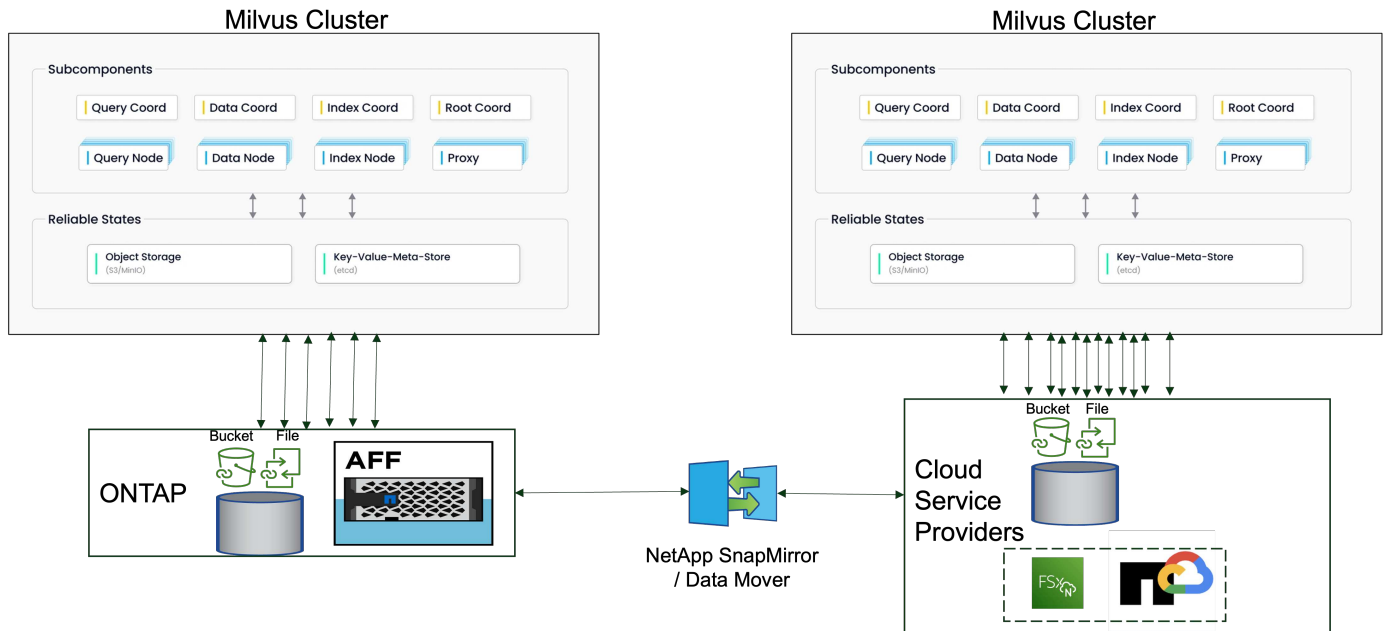 Milvus Cluster
Subcomponents
Query Coord
Data Coord
Index Coord
Root Coord
Query Node
Data Node
Index Node
Proxy
Reliable States
Object Storage
(S3/MinIO)
Key-Value-Meta-Store
(etcd)
Bucket
File
ONTAP
AFF
NetApp SnapMirror
/ Data Mover
Milvus Cluster
Subcomponents
Query Coord
Data Coord
Index Coord
Root Coord
Query Node
Data Node
Index Node
Proxy
Reliable States
Object Storage
(S3/MinIO)
Key-Value-Meta-Store
(etcd)
Bucket
File
Cloud
Service
Providers
FSx
N